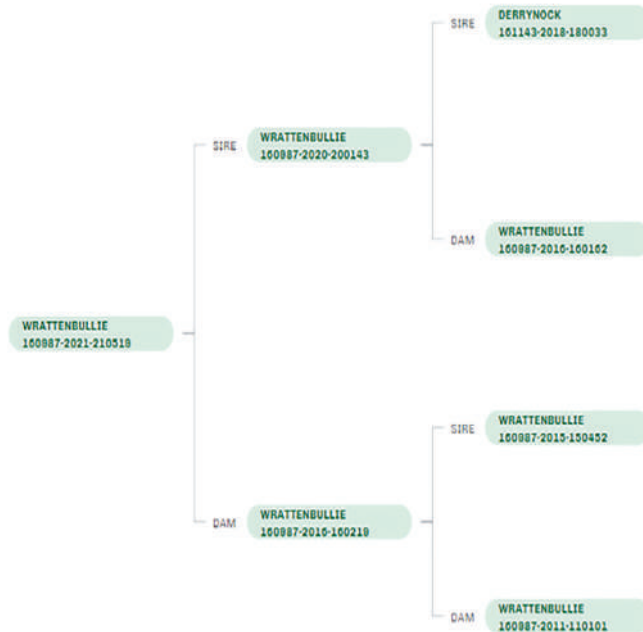 SIRE
DERRYNOCK
161143-2018-180033
SIRE
WRATTENBULLIE
160987-2020-200143
DAM
WRATTENBULLIE
160987-2016-160162
WRATTENBULLIE
160987-2021-210519
SIRE
WRATTENBULLIE
160987-2015-150452
DAM
WRATTENBULLIE
160987-2016-160219
DAM
WRATTENBULLIE
160987-2011-110101